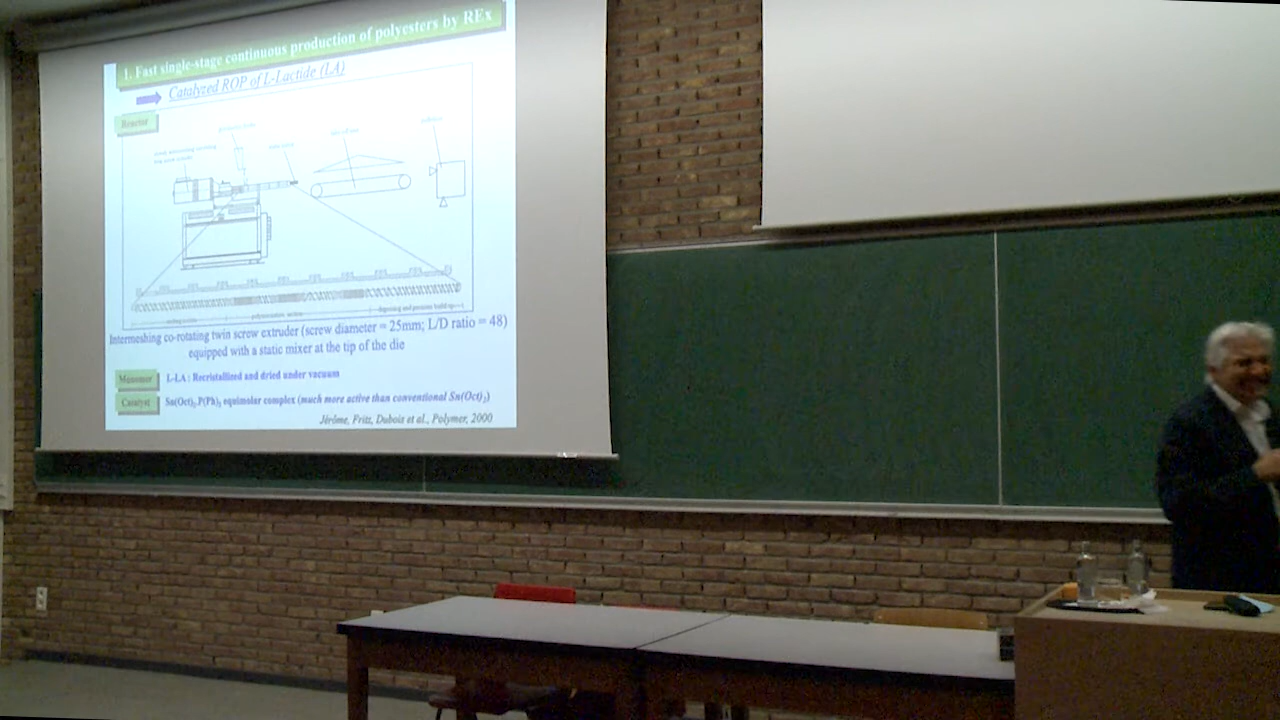 1. Fast single-stage continuous production of polyesters by REx
Catalyzed ROP of L-Lactide (LA)
Reactor
Intermeshing co-rotating twin screw extruder (screw diameter = 25mm; L/D ratio = 48)
equipped with a static mixer at the tip of the die
Monomer L-LA : Recristallized and dried under vacuum
Catalyst Sn(Oct)2.P(Ph)3 equimolar complex (much more active than conventional Sn(Oct)2)
Jérôme, Fritz, Dubois et al., Polymer, 2000